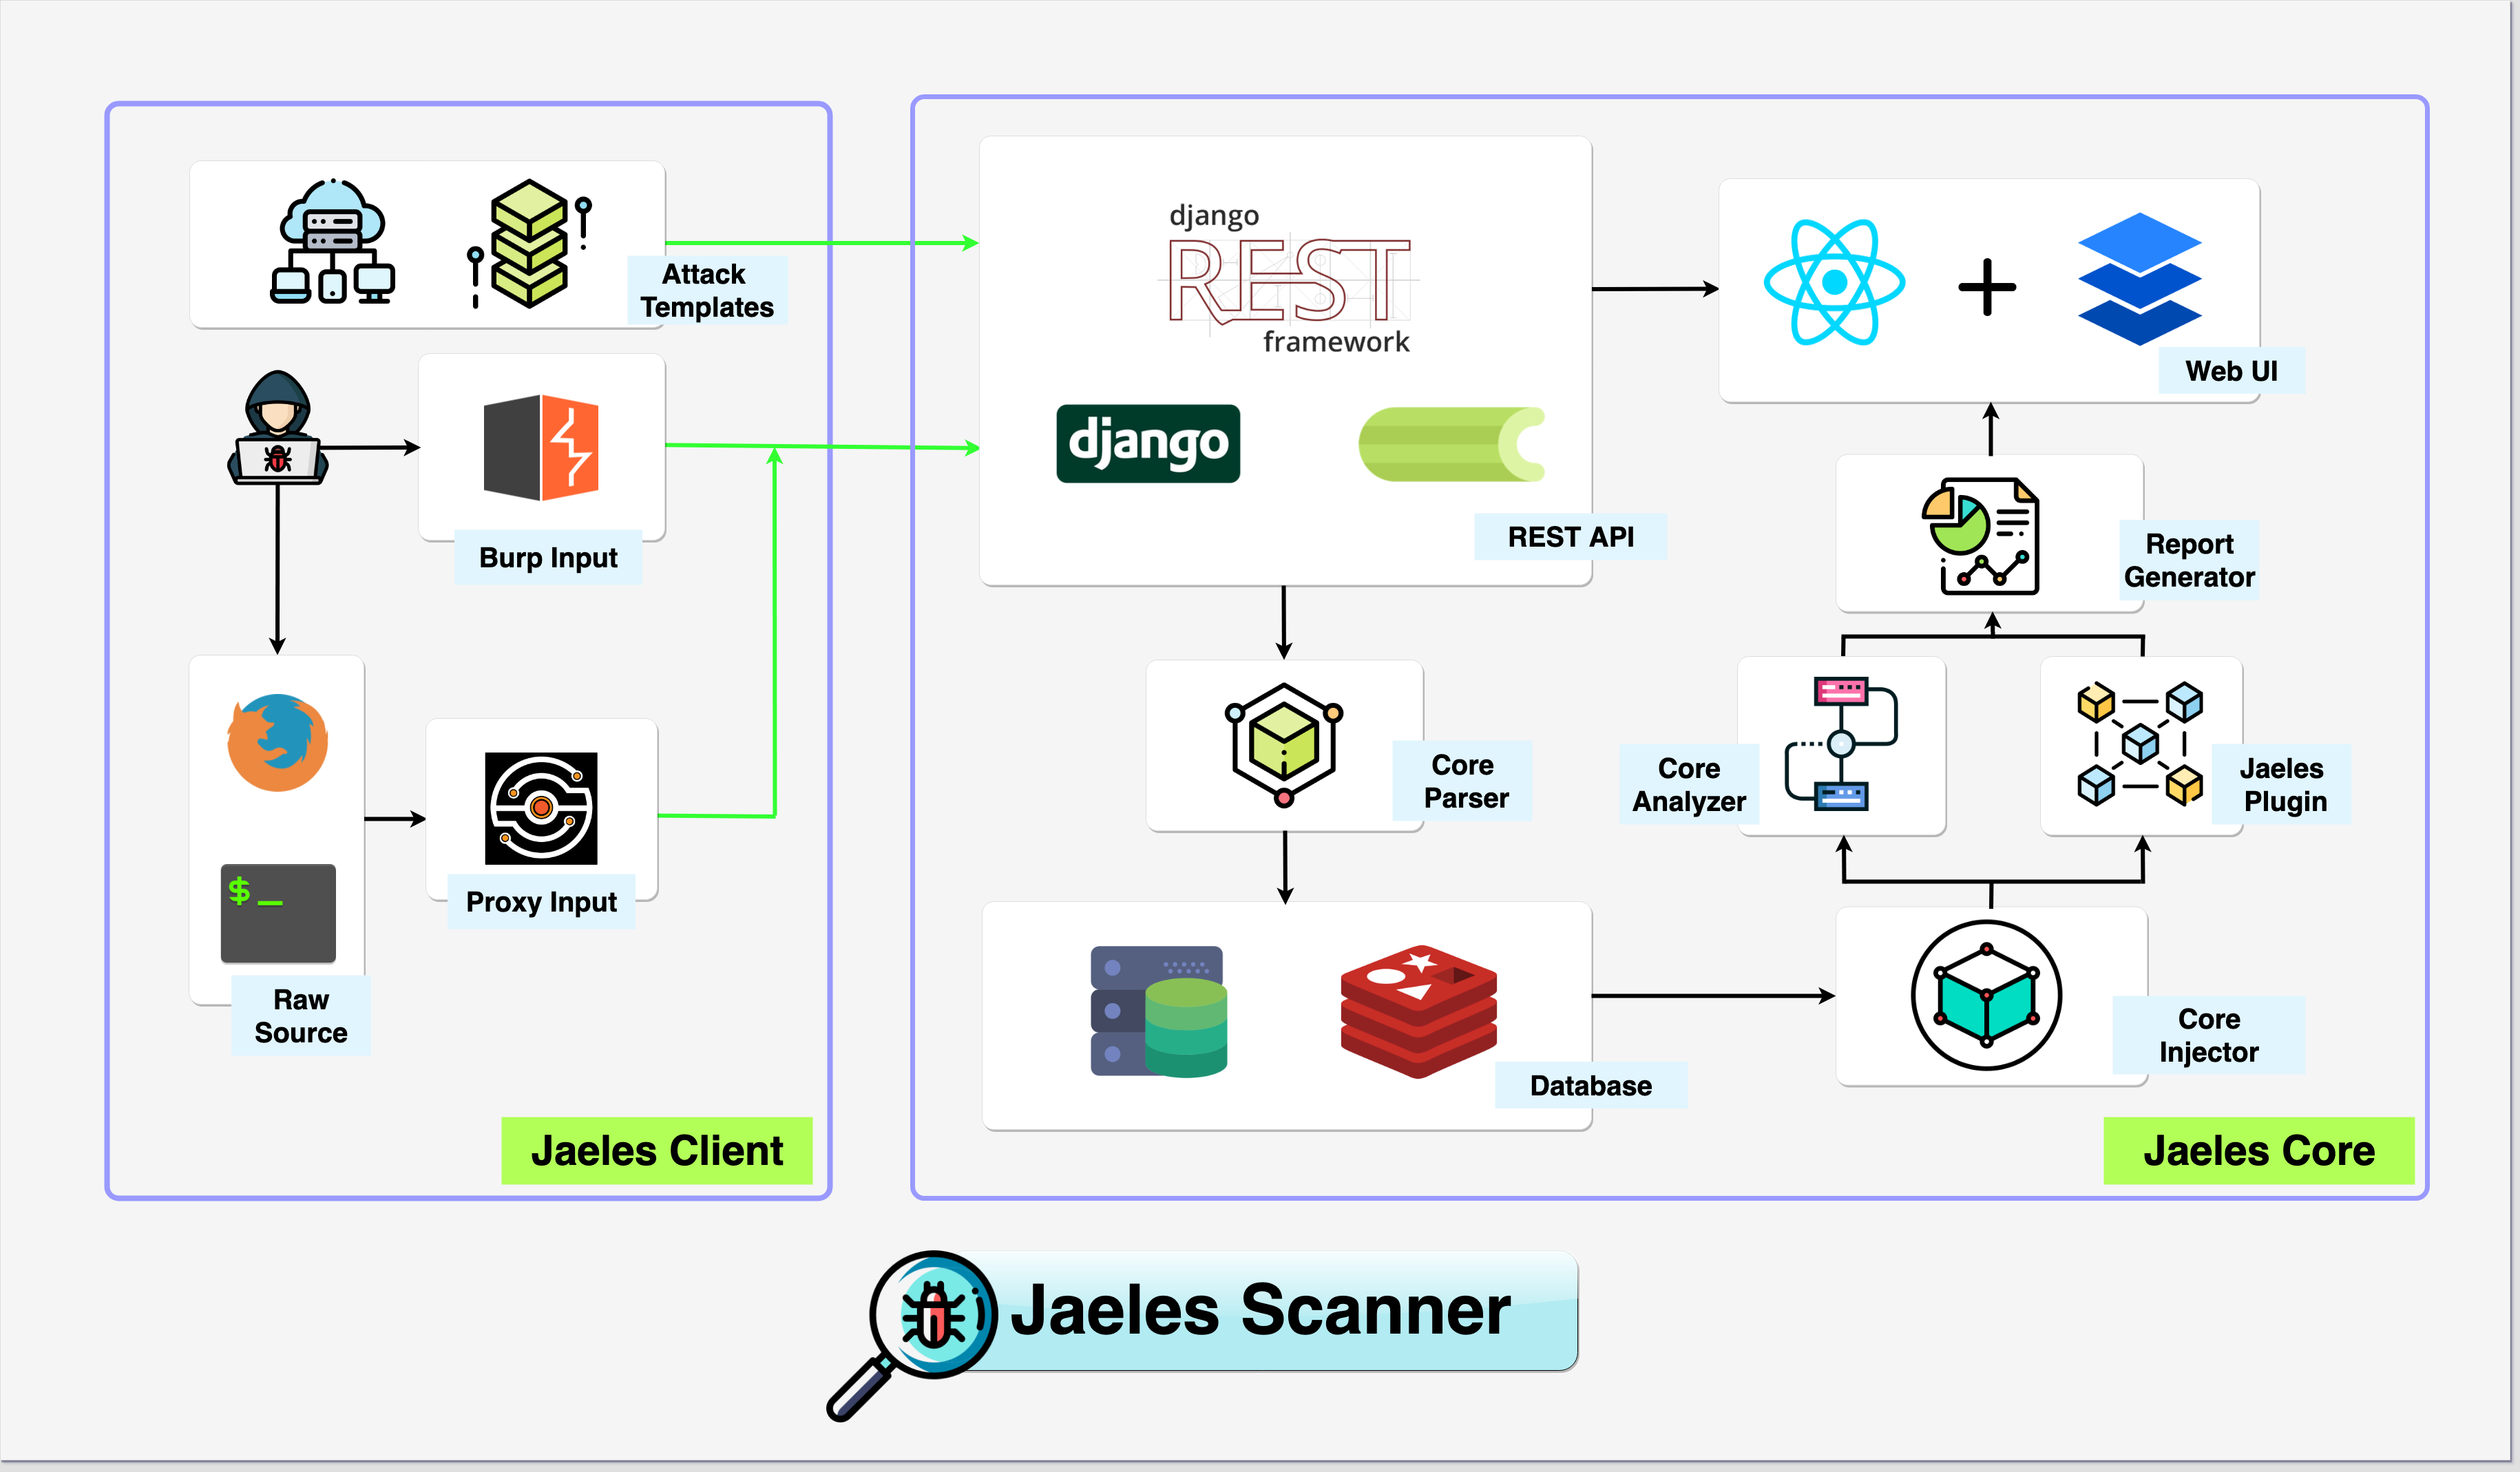 Attack
Templates
Burp Input
Raw
Source
$_
Proxy Input
Jaeles Client
django
REST
framework
django
REST API
Web UI
Report
Generator
Core
Parser
Core
Analyzer
Jaeles
Plugin
Database
Core
Injector
Jaeles Core
Jaeles Scanner